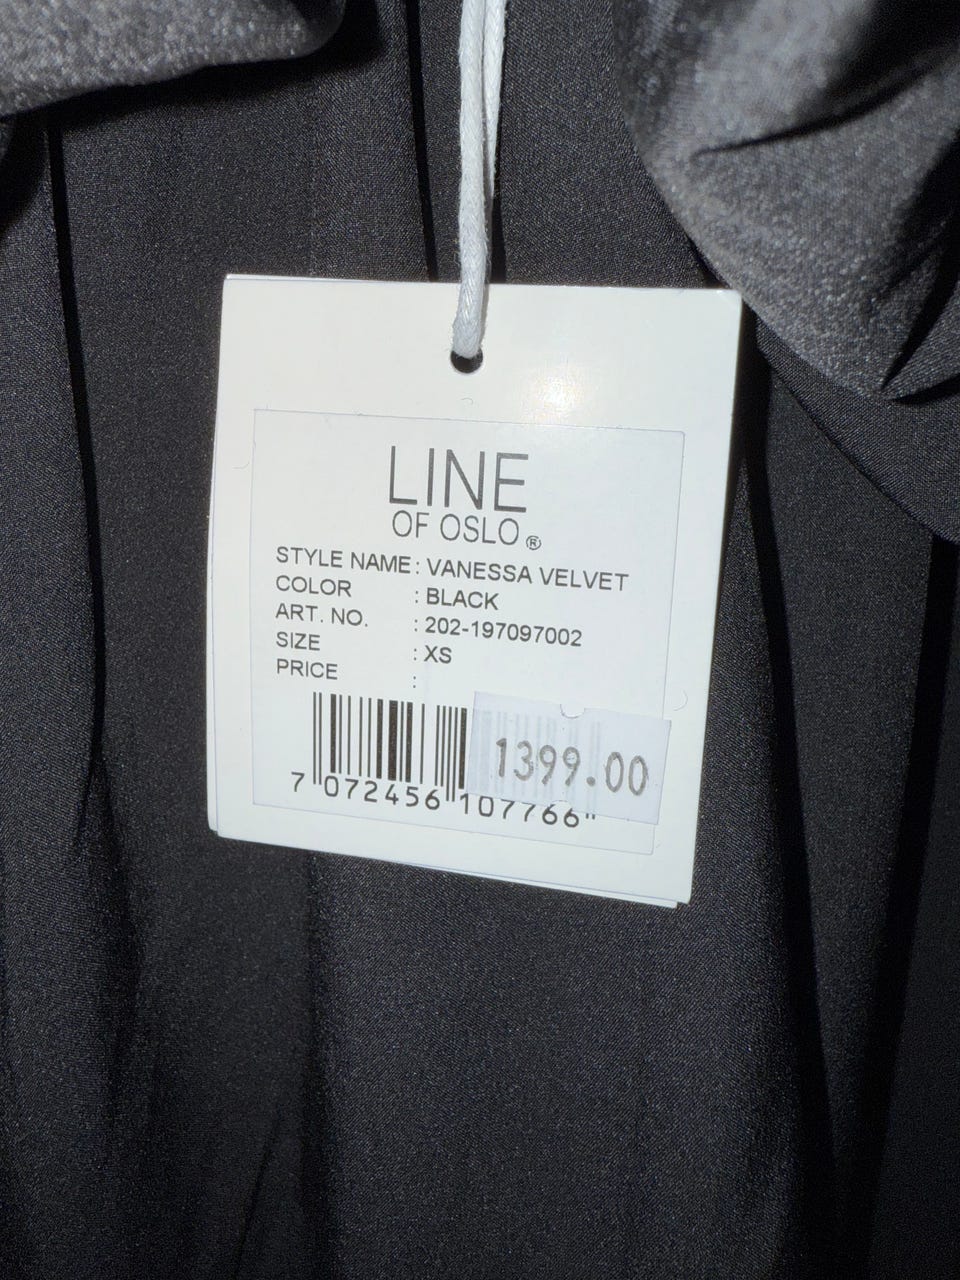 LINE
OF OSLO®
STYLE NAME : VANESSA VELVET
COLOR : BLACK
ART. NO. : 202-197097002
SIZE : XS
PRICE :
1399.00
7 072456 107766